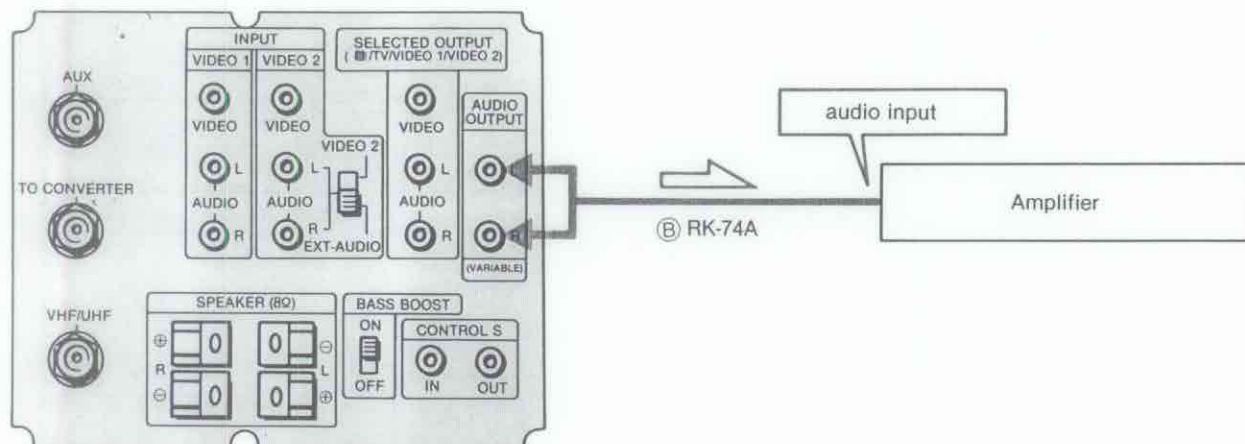 AUX
TO CONVERTER
VHF/UHF
INPUT
VIDEO 1 VIDEO 2
VIDEO VIDEO
VIDEO 2
L L
AUDIO AUDIO
R R
EXT-AUDIO
SELECTED OUTPUT
( /TV/VIDEO 1/VIDEO 2)
VIDEO
L
AUDIO
R
AUDIO
OUTPUT
R
(VARIABLE)
SPEAKER (8Ω)
⊕ ⊖
R L
⊖ ⊕
BASS BOOST
ON
OFF
CONTROL S
IN OUT
Ⓑ RK-74A
audio input
Amplifier